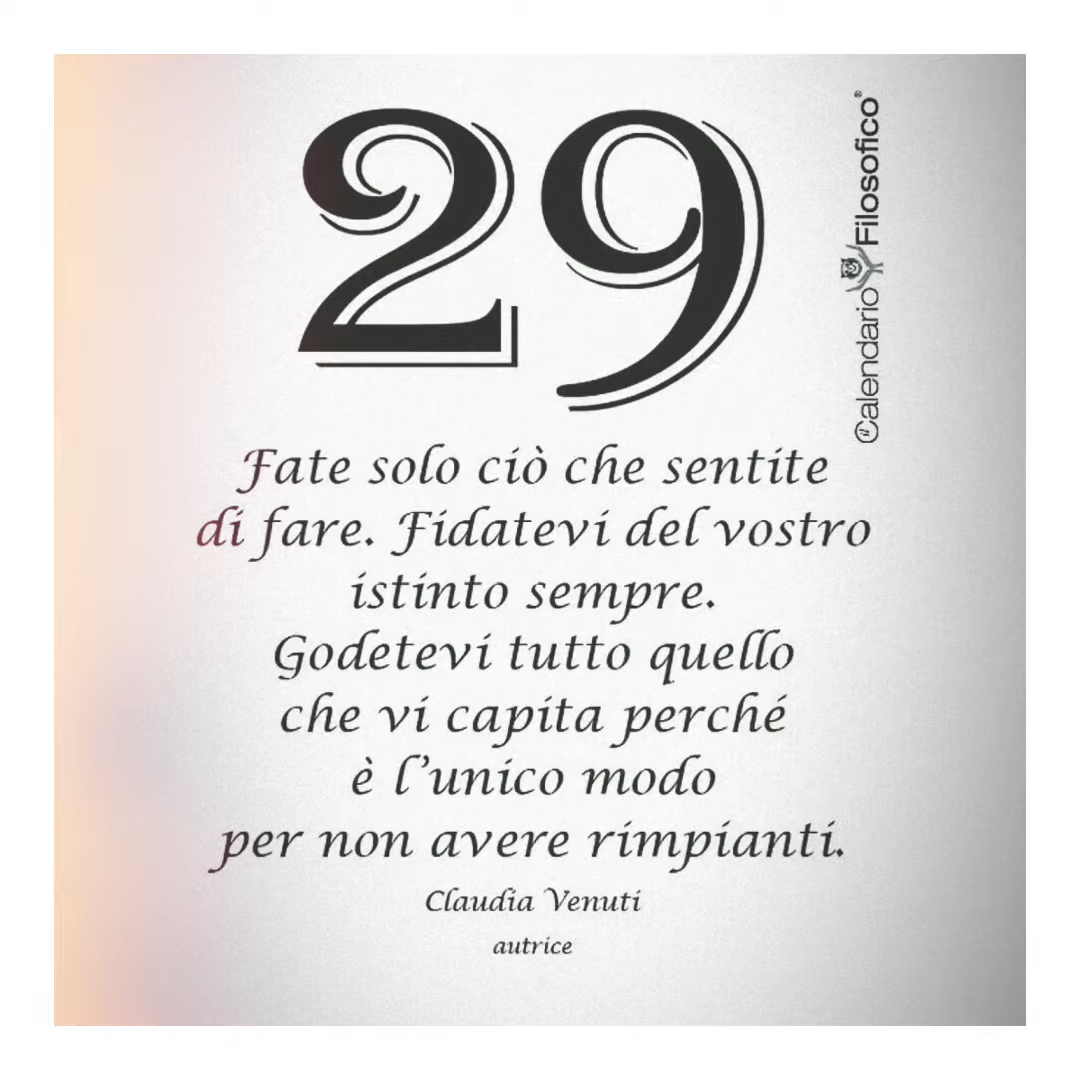 29
il Calendario Filosofico®
Fate solo ciò che sentite
di fare. Fidatevi del vostro
istinto sempre.
Godetevi tutto quello
che vi capita perché
è l'unico modo
per non avere rimpianti.
Claudia Venuti
autrice